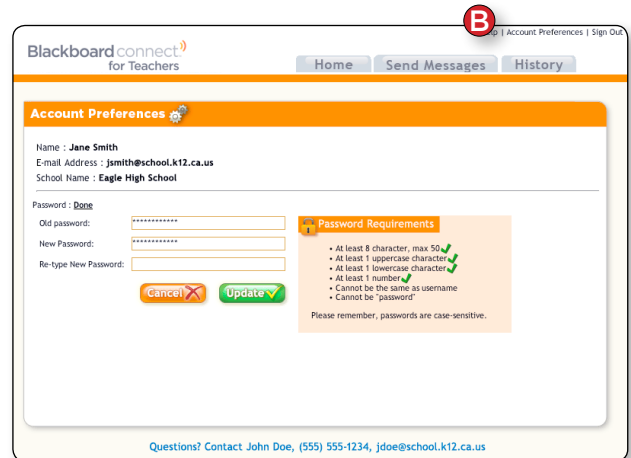 B
| Account Preferences | Sign Out
Blackboard connect
for Teachers
Home Send Messages History
Account Preferences
Name : Jane Smith
E-mail Address : jsmith@school.k12.ca.us
School Name : Eagle High School
Password : Done
Old password: ************
New Password: ************
Re-type New Password:
Cancel Update
Password Requirements
• At least 8 character, max 50
• At least 1 uppercase character
• At least 1 lowercase character
• At least 1 number
• Cannot be the same as username
• Cannot be "password"
Please remember, passwords are case-sensitive.
Questions? Contact John Doe, (555) 555-1234, jdoe@school.k12.ca.us